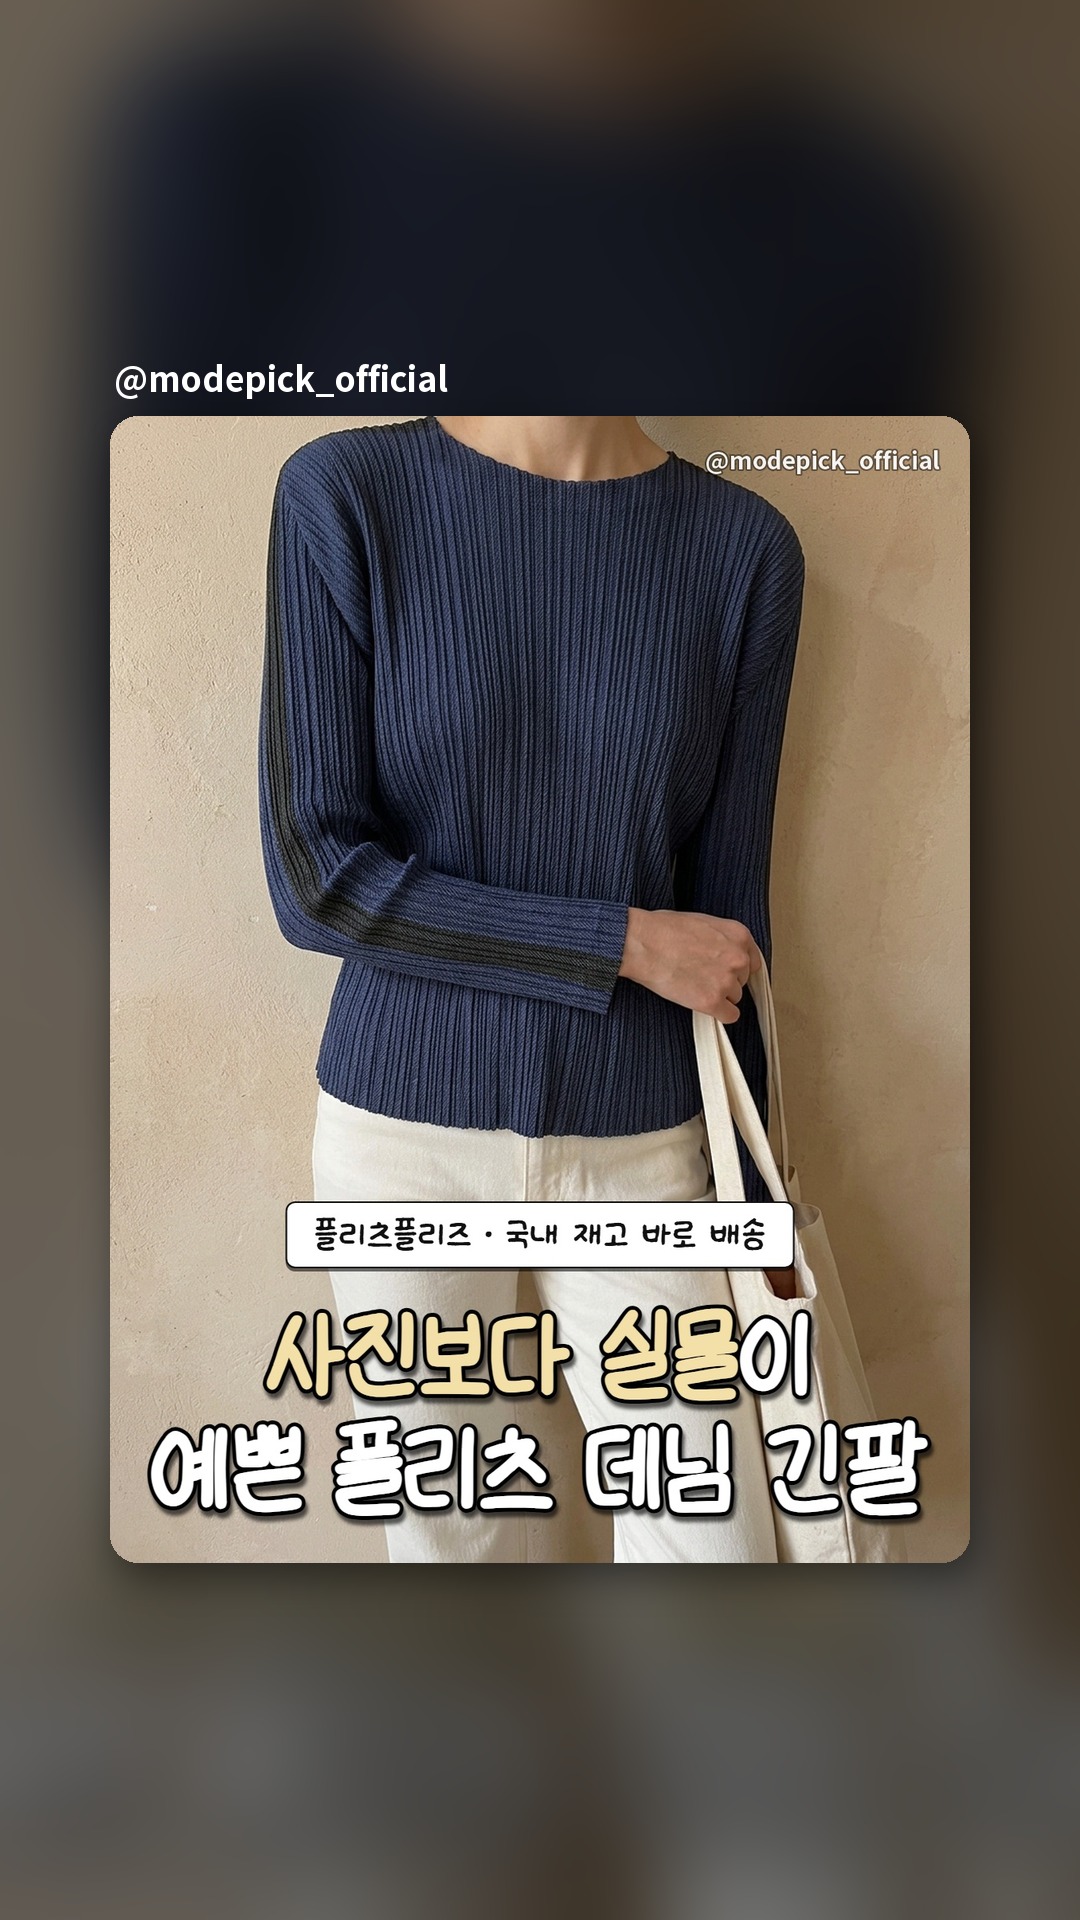 @modepick_official
@modepick_official
플리츠플리즈 · 국내 재고 바로 배송
사진보다 실물이
예쁜 플리츠 데님 긴팔